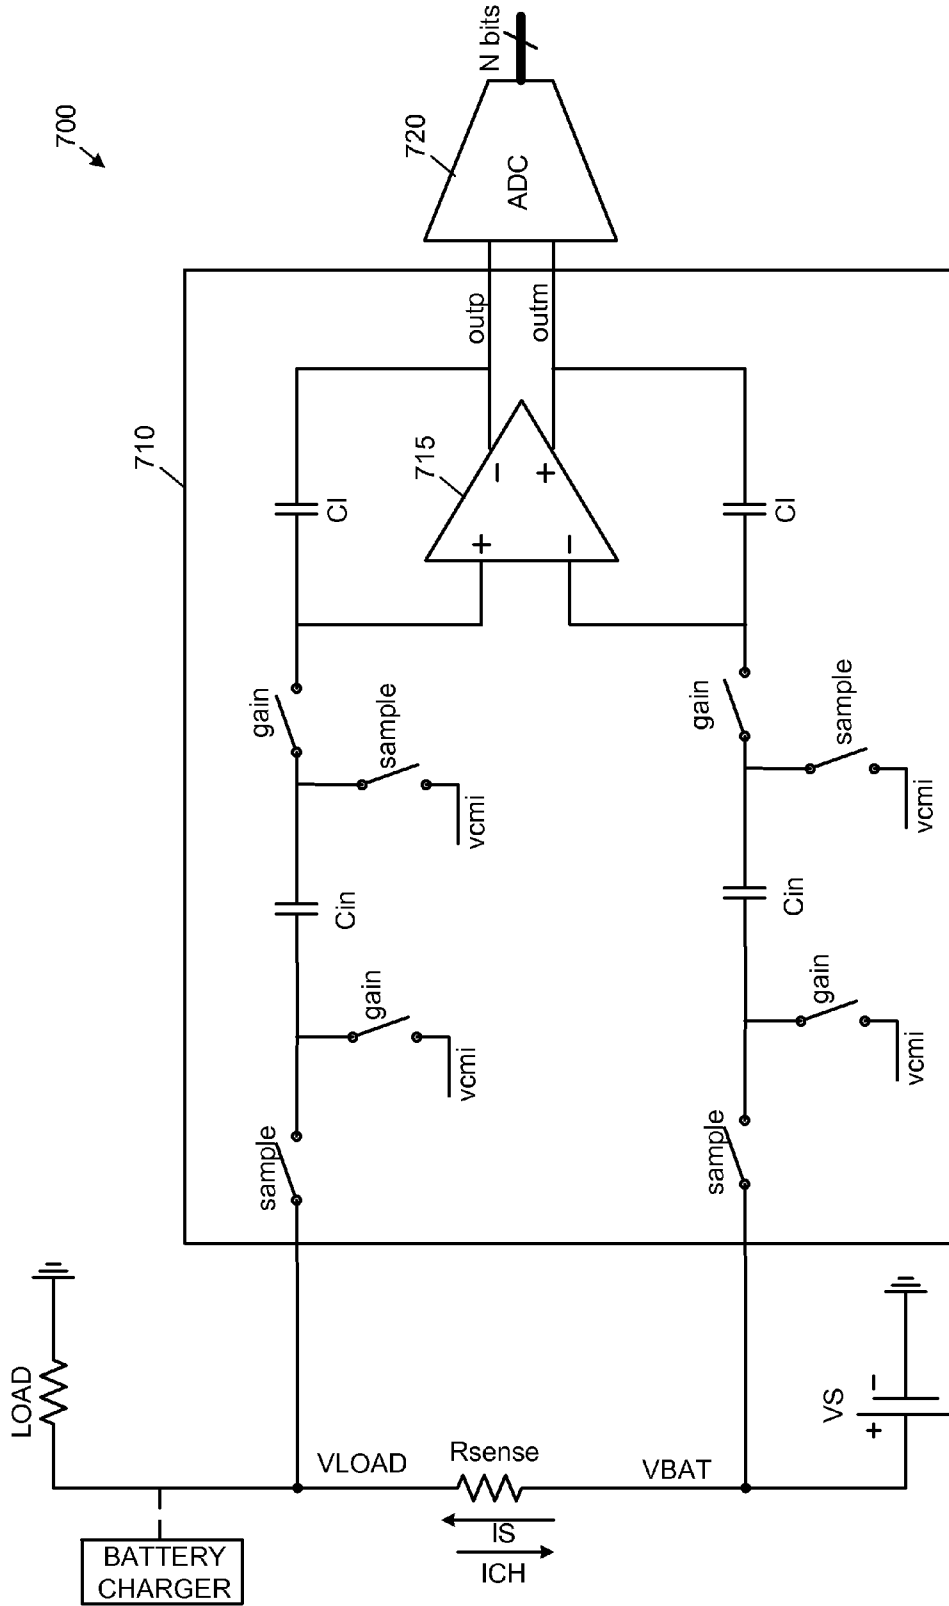 700
710
720
N bits
ADC
outp
outm
715
+
−
−
+
CI
CI
gain
sample
vcmi
Cin
gain
vcmi
sample
gain
sample
vcmi
Cin
gain
vcmi
sample
LOAD
VLOAD
Rsense
VBAT
IS
ICH
VS
+
−
BATTERY
CHARGER